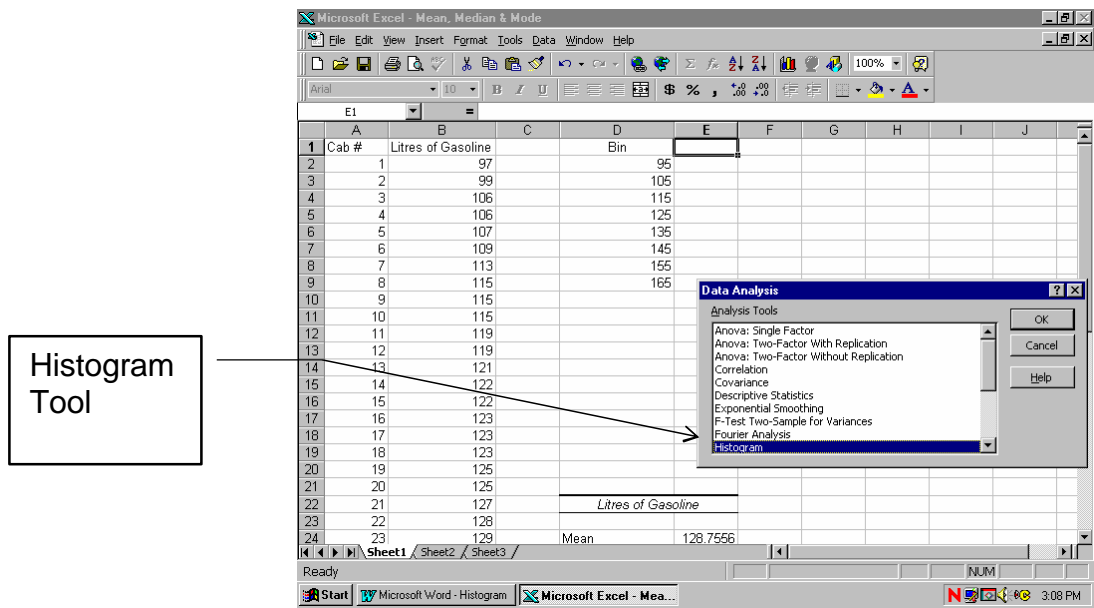 Microsoft Excel - Mean, Median & Mode
File Edit View Insert Format Tools Data Window Help
100%
Arial 10 B I U $ % ,
E1 =
A B C D E F G H I J
1 Cab # Litres of Gasoline Bin
2 1 97 95
3 2 99 105
4 3 106 115
5 4 106 125
6 5 107 135
7 6 109 145
8 7 113 155
9 8 115 165
10 9 115
11 10 115
12 11 119
13 12 119
14 13 121
15 14 122
16 15 122
17 16 123
18 17 123
19 18 123
20 19 125
21 20 125
22 21 127 Litres of Gasoline
23 22 128
24 23 129 Mean 128.7556
Data Analysis
Analysis Tools
Anova: Single Factor
Anova: Two-Factor With Replication
Anova: Two-Factor Without Replication
Correlation
Covariance
Descriptive Statistics
Exponential Smoothing
F-Test Two-Sample for Variances
Fourier Analysis
Histogram
OK
Cancel
Help
Histogram
Tool
Sheet1 Sheet2 Sheet3
Ready NUM
Start Microsoft Word - Histogram Microsoft Excel - Mea... 3:08 PM